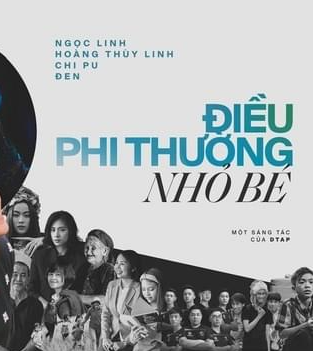 NGỌC LINH
HOÀNG THÙY LINH
CHI PU
ĐEN
ĐIỀU
PHI THƯỜNG
NHỎ BÉ
MỘT SÁNG TÁC
CỦA DTAP